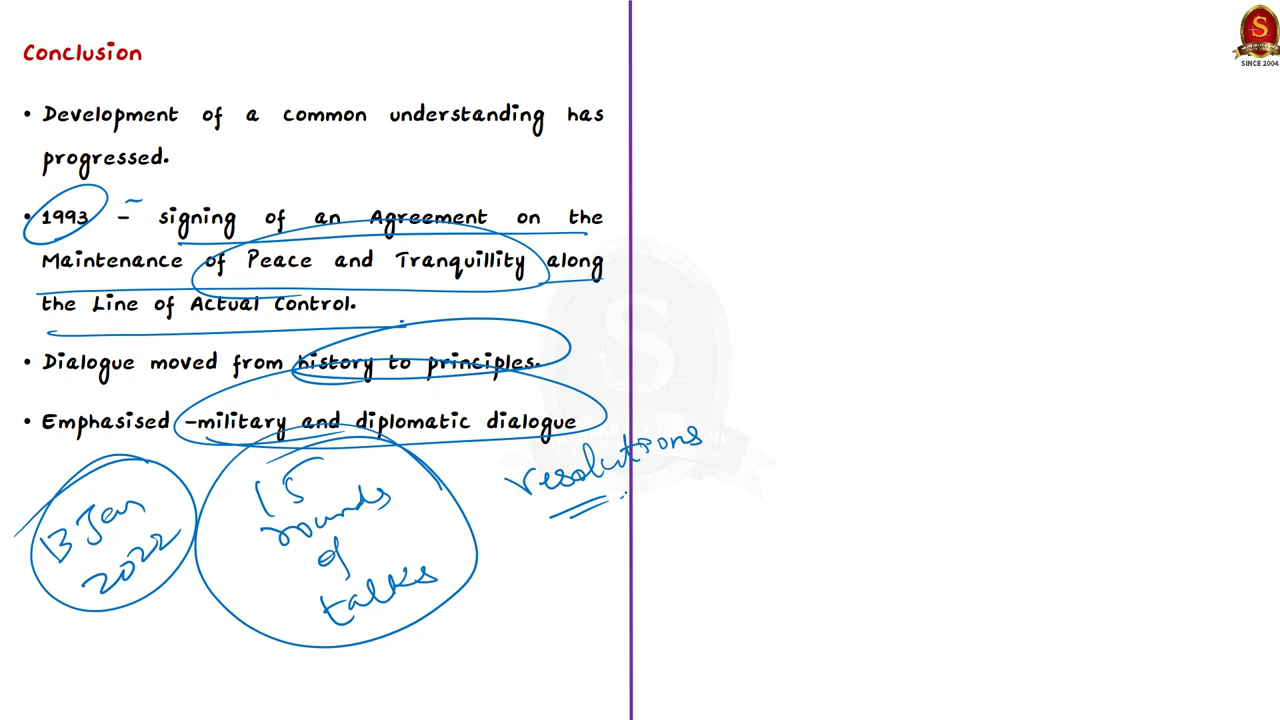 Conclusion
SINCE 2004
• Development of a common understanding has
progressed.
• 1993 - signing of an Agreement on the
Maintenance of Peace and Tranquillity along
the Line of Actual Control.
• Dialogue moved from history to principles.
• Emphasised -military and diplomatic dialogue
resolutions
15
rounds
of
talks
13 Jan
2022